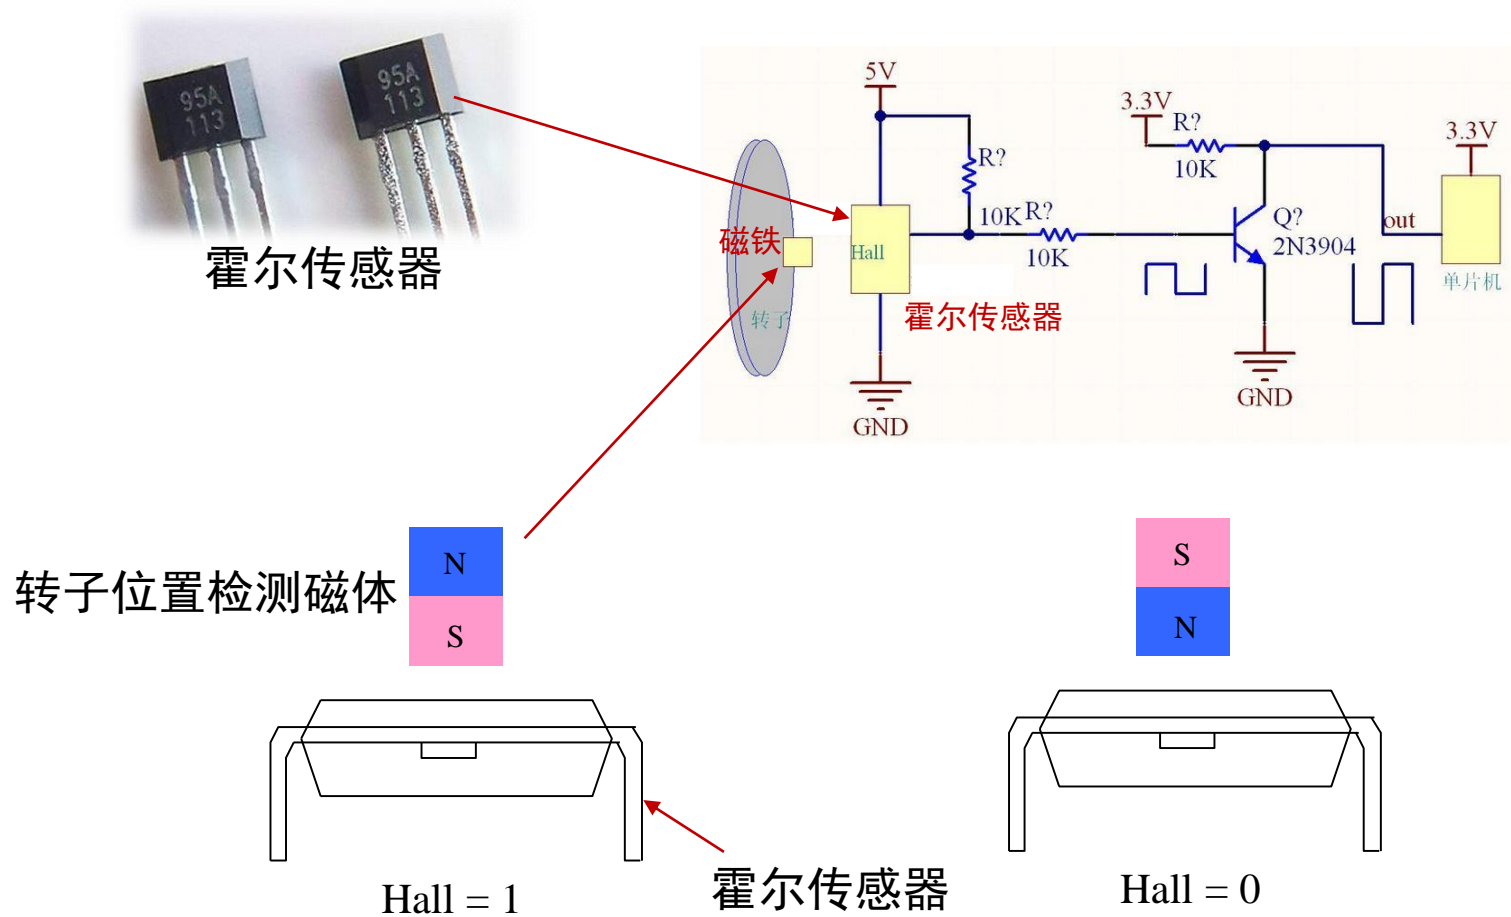 95A
113
95A
113
霍尔传感器
5V
R?
10K
R?
10K
3.3V
R?
10K
Q?
2N3904
out
3.3V
单片机
磁铁
Hall
转子
霍尔传感器
GND
GND
转子位置检测磁体
N
S
S
N
霍尔传感器
Hall = 1
Hall = 0